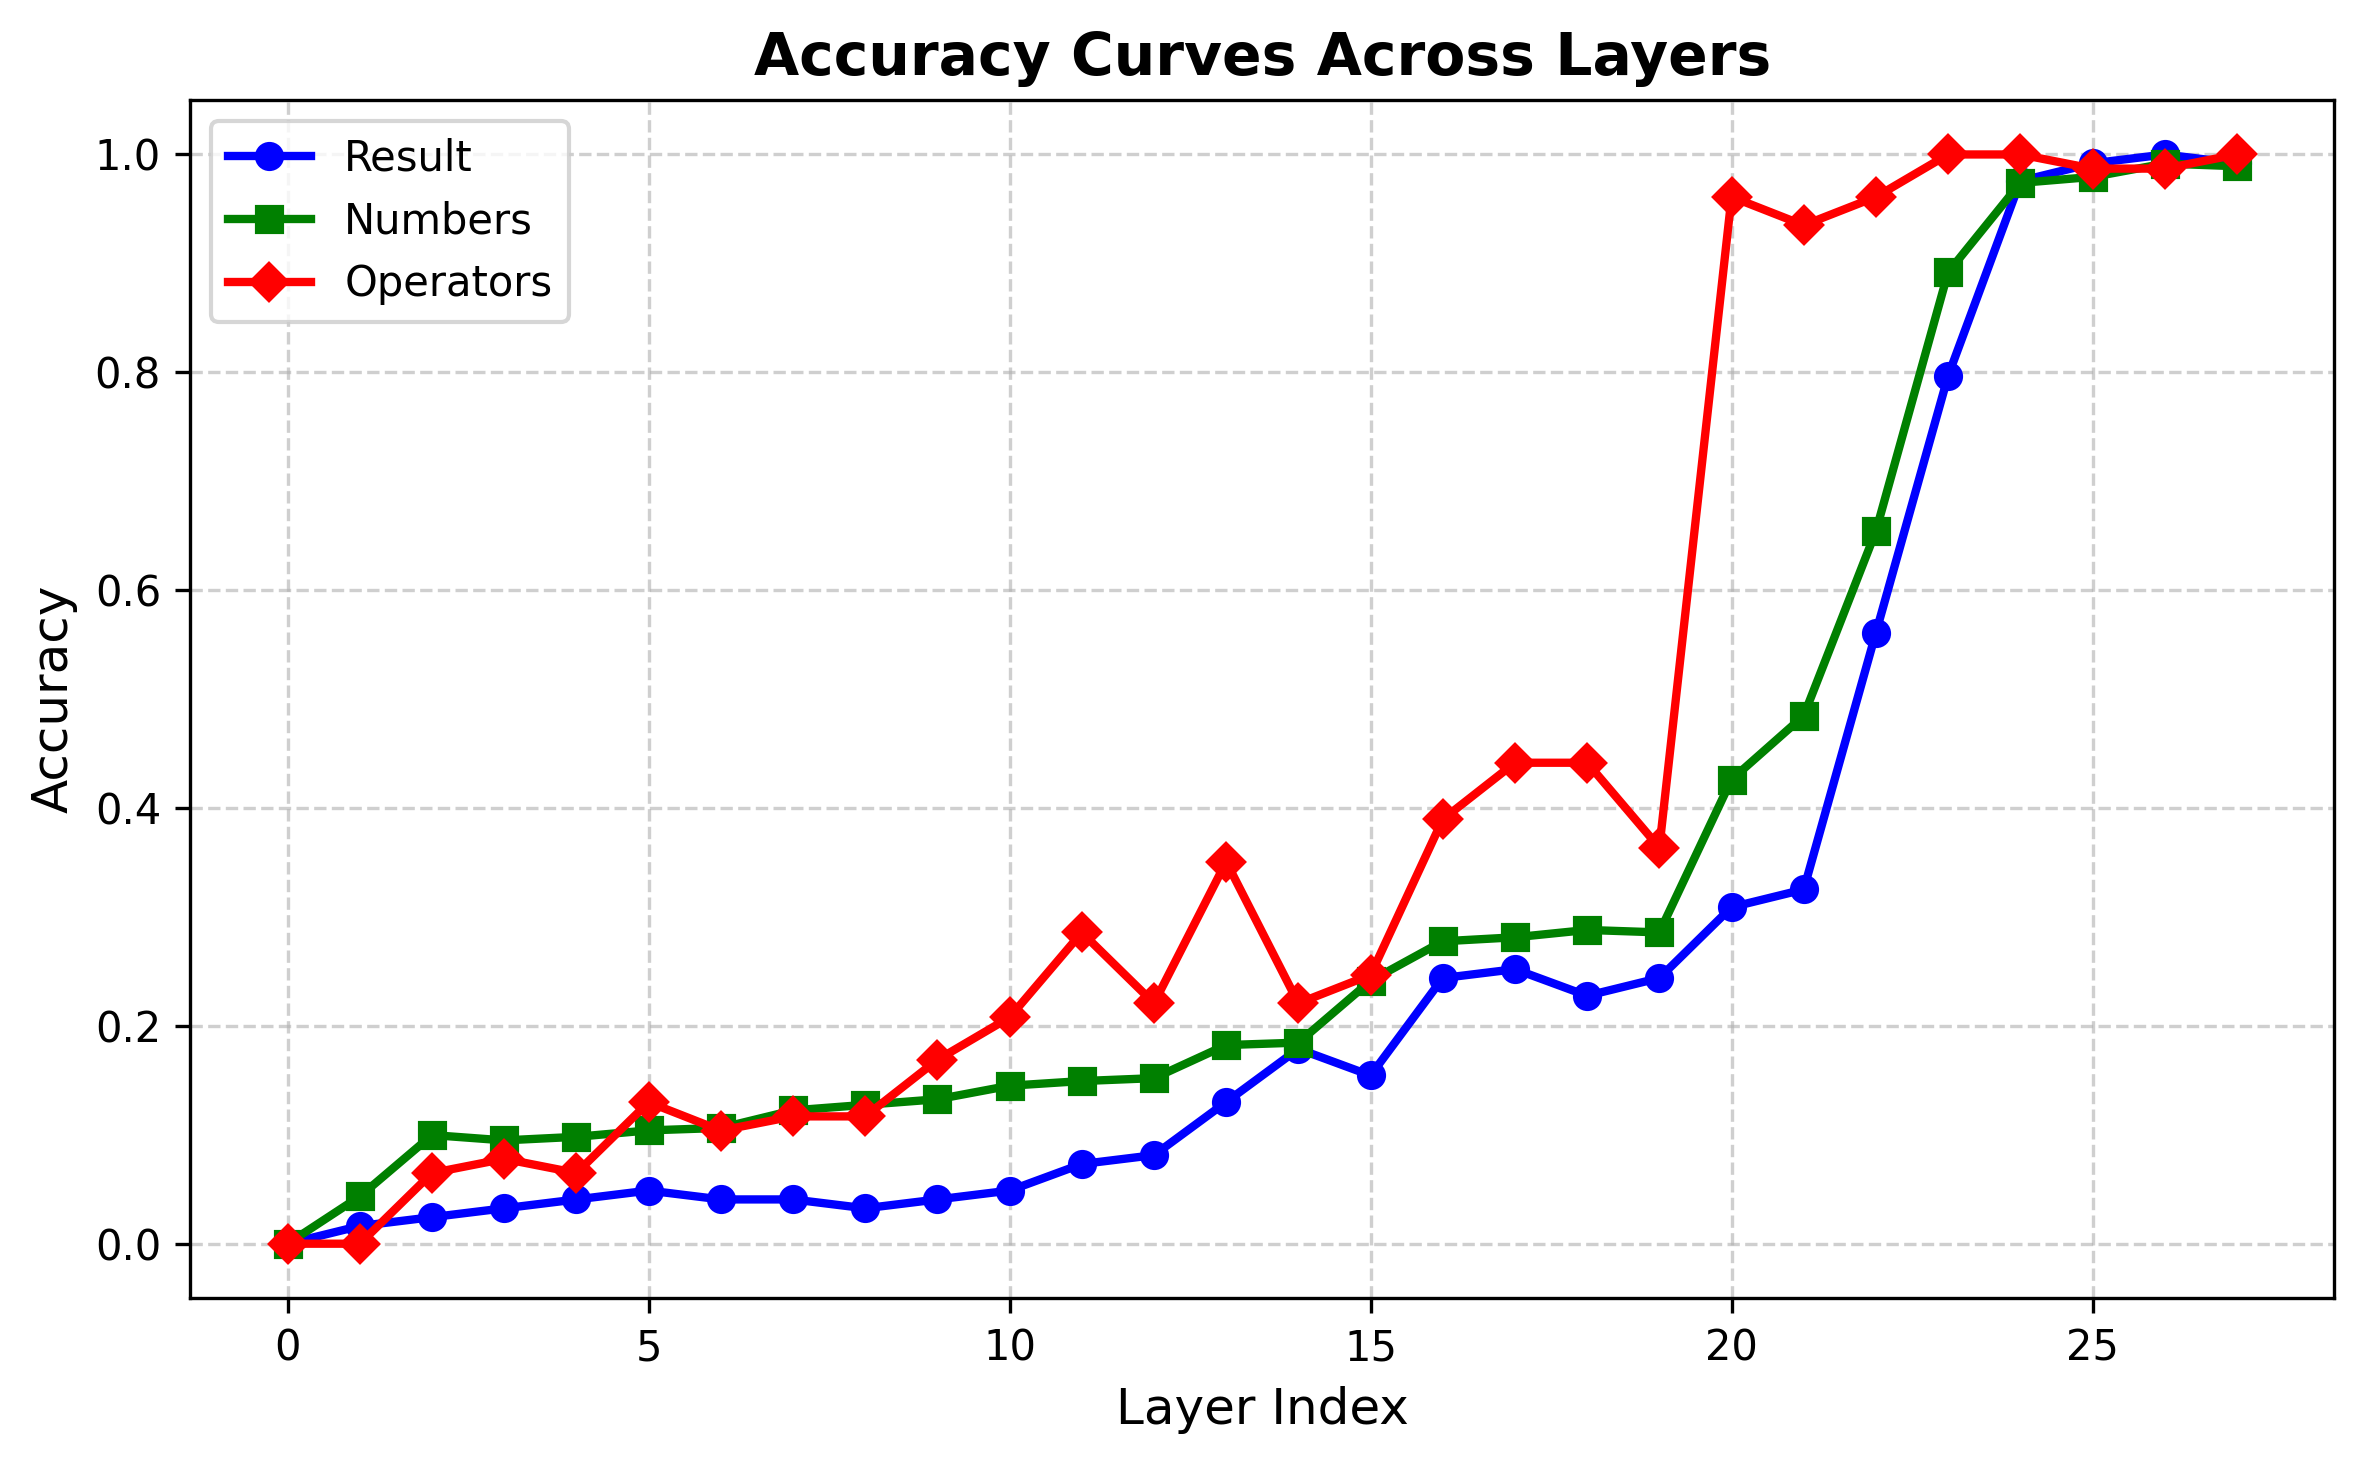 Accuracy Curves Across Layers
Result
Numbers
Operators
Accuracy
1.0
0.8
0.6
0.4
0.2
0.0
0 5 10 15 20 25
Layer Index